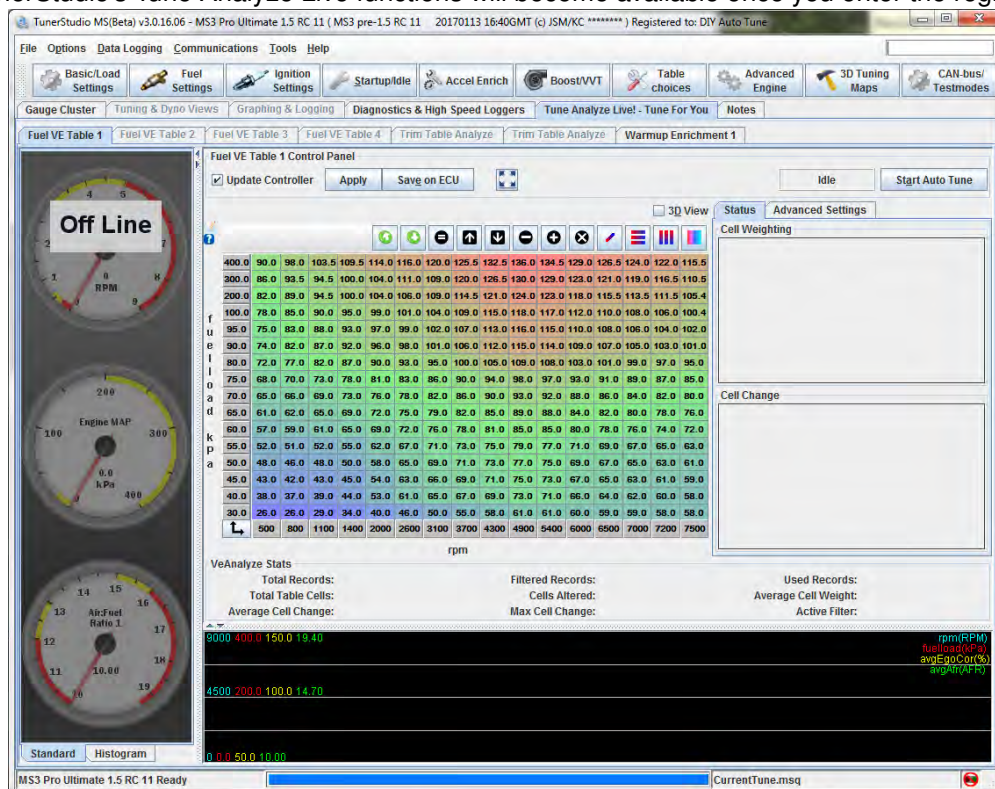 TunerStudio's Tune Analyze Live functions will become available once you enter the reg
TunerStudio MS(Beta) v3.0.16.06 - MS3 Pro Ultimate 1.5 RC 11 ( MS3 pre-1.5 RC 11 20170113 16:40GMT (c) JSM/KC ******** ) Registered to: DIY Auto Tune
File Options Data Logging Communications Tools Help
Basic/Load Settings Fuel Settings Ignition Settings Startup/Idle Accel Enrich Boost/VVT Table choices Advanced Engine 3D Tuning Maps CAN-bus/ Testmodes
Gauge Cluster Tuning & Dyno Views Graphing & Logging Diagnostics & High Speed Loggers Tune Analyze Live! - Tune For You Notes
Fuel VE Table 1 Fuel VE Table 2 Fuel VE Table 3 Fuel VE Table 4 Trim Table Analyze Trim Table Analyze Warmup Enrichment 1
Fuel VE Table 1 Control Panel
Update Controller Apply Save on ECU Idle Start Auto Tune
3D View Status Advanced Settings
Cell Weighting
400.0 90.0 98.0 103.5 109.5 114.0 116.0 120.0 125.5 132.5 136.0 134.5 129.0 126.5 124.0 122.0 115.5
300.0 86.0 93.5 94.5 100.0 104.0 111.0 109.0 120.0 126.5 130.0 129.0 123.0 121.0 119.0 116.5 110.5
200.0 82.0 89.0 94.5 100.0 104.0 106.0 109.0 114.5 121.0 124.0 123.0 118.0 115.5 113.5 111.5 105.4
100.0 78.0 85.0 90.0 95.0 99.0 101.0 104.0 109.0 115.0 118.0 117.0 112.0 110.0 108.0 106.0 100.4
95.0 75.0 83.0 88.0 93.0 97.0 99.0 102.0 107.0 113.0 116.0 115.0 110.0 108.0 106.0 104.0 102.0
90.0 74.0 82.0 87.0 92.0 96.0 98.0 101.0 106.0 112.0 115.0 114.0 109.0 107.0 105.0 103.0 101.0
80.0 72.0 77.0 82.0 87.0 90.0 93.0 95.0 100.0 105.0 109.0 108.0 103.0 101.0 99.0 97.0 95.0
75.0 68.0 70.0 73.0 78.0 81.0 83.0 86.0 90.0 94.0 98.0 97.0 93.0 91.0 89.0 87.0 85.0
70.0 65.0 66.0 69.0 73.0 76.0 78.0 82.0 86.0 90.0 93.0 92.0 88.0 86.0 84.0 82.0 80.0
65.0 61.0 62.0 65.0 69.0 72.0 75.0 79.0 82.0 85.0 89.0 88.0 84.0 82.0 80.0 78.0 76.0
60.0 57.0 59.0 61.0 65.0 69.0 72.0 76.0 78.0 81.0 85.0 85.0 80.0 78.0 76.0 74.0 72.0
55.0 52.0 51.0 52.0 55.0 62.0 67.0 71.0 73.0 75.0 79.0 77.0 71.0 69.0 67.0 65.0 63.0
50.0 48.0 46.0 48.0 50.0 58.0 65.0 69.0 71.0 73.0 77.0 75.0 69.0 67.0 65.0 63.0 61.0
45.0 43.0 42.0 43.0 45.0 54.0 63.0 66.0 69.0 71.0 75.0 73.0 67.0 65.0 63.0 61.0 59.0
40.0 38.0 37.0 39.0 44.0 53.0 61.0 65.0 67.0 69.0 73.0 71.0 66.0 64.0 62.0 60.0 58.0
30.0 26.0 26.0 29.0 34.0 40.0 46.0 50.0 55.0 58.0 61.0 61.0 60.0 59.0 59.0 58.0 58.0
500 800 1100 1400 2000 2600 3100 3700 4300 4900 5400 6000 6500 7000 7200 7500
fuelload kPa
rpm
Cell Change
Off Line
1 4 5 8 9
0
RPM
100 200 300 400
Engine MAP
0.0
kPa
10 11 12 13 14 15 16 17 18 19
Air:Fuel
Ratio 1
10.00
VeAnalyze Stats
Total Records: Filtered Records: Used Records:
Total Table Cells: Cells Altered: Average Cell Weight:
Average Cell Change: Max Cell Change: Active Filter:
9000 400.0 150.0 19.40 rpm(RPM)
fuelload(kPa)
avgEgoCor(%)
avgAfr(AFR)
4500 200.0 100.0 14.70
0 0.0 50.0 10.00
Standard Histogram
MS3 Pro Ultimate 1.5 RC 11 Ready CurrentTune.msq